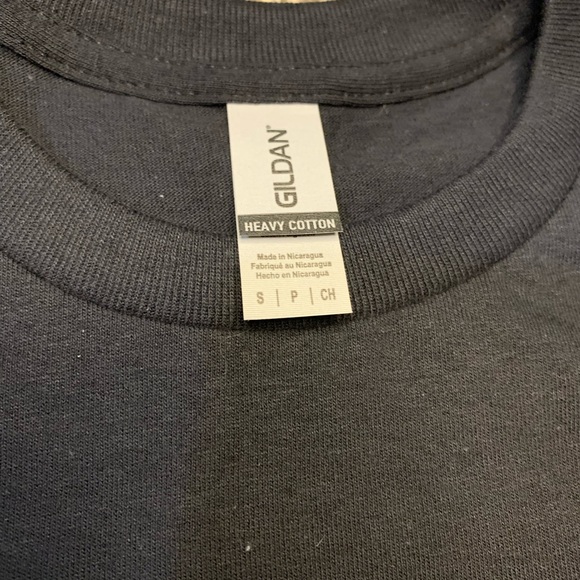 GILDAN®
HEAVY COTTON
Made in Nicaragua
Fabriqué au Nicaragua
Hecho en Nicaragua
S | P | CH